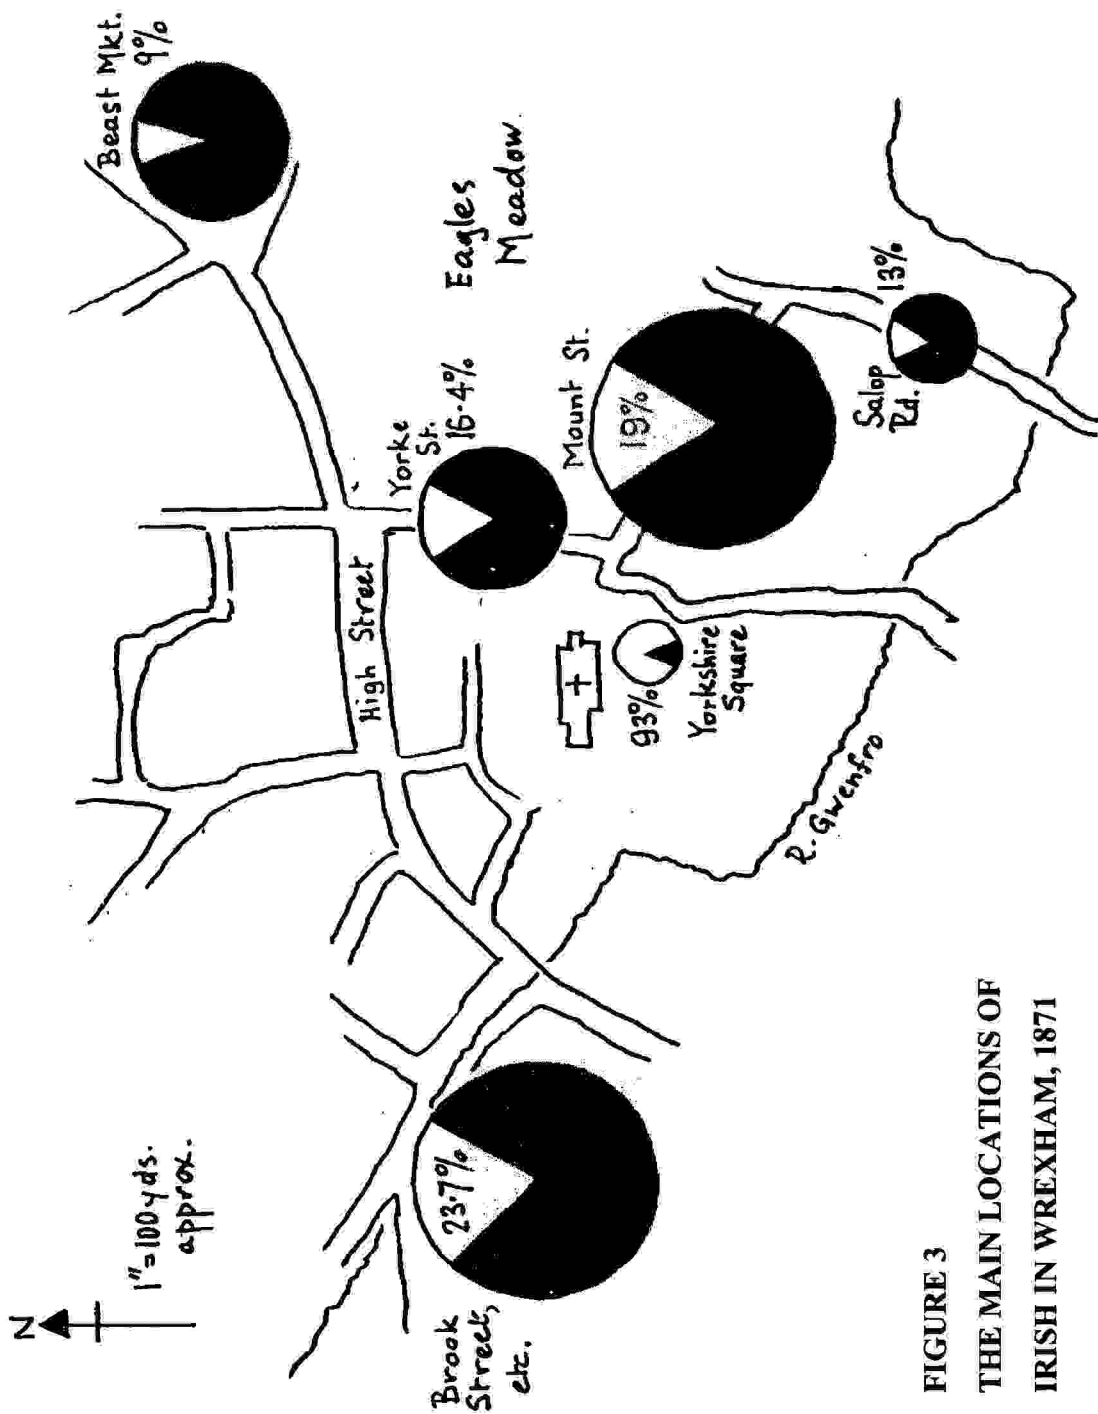 N
1"=100yds.
approx.
Beast Mkt.
9%
High Street
Yorke
St.
16.4%
Eagles
Meadow.
Mount St.
19%
13%
Salop
Rd.
93%
Yorkshire
Square
R. Gwenfro
23.7%
Brook
Street,
etc.
FIGURE 3
THE MAIN LOCATIONS OF
IRISH IN WREXHAM, 1871